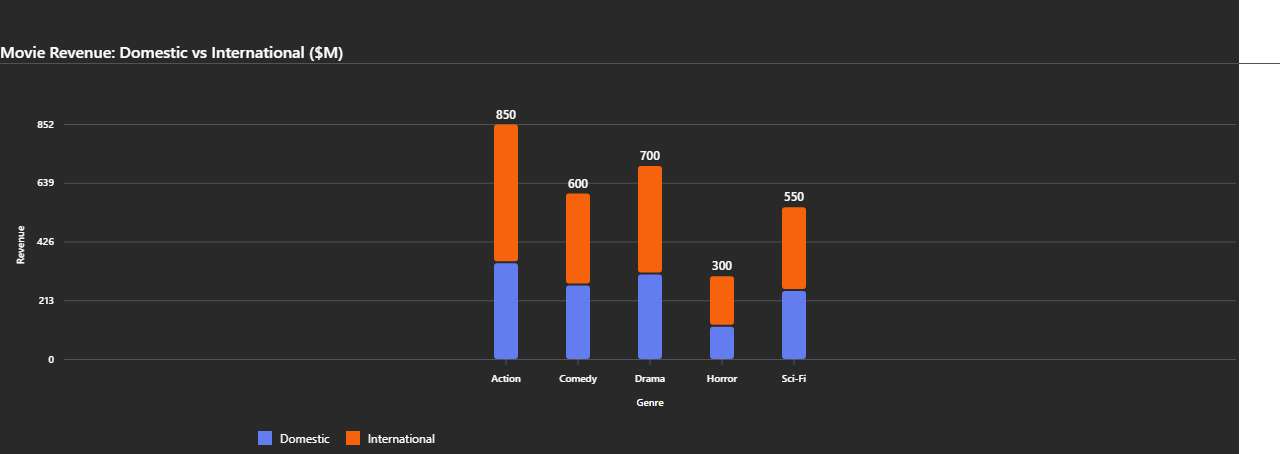 Movie Revenue: Domestic vs International ($M)
850
852
700
639
600
550
426
300
213
0
Revenue
Action Comedy Drama Horror Sci-Fi
Genre
Domestic International